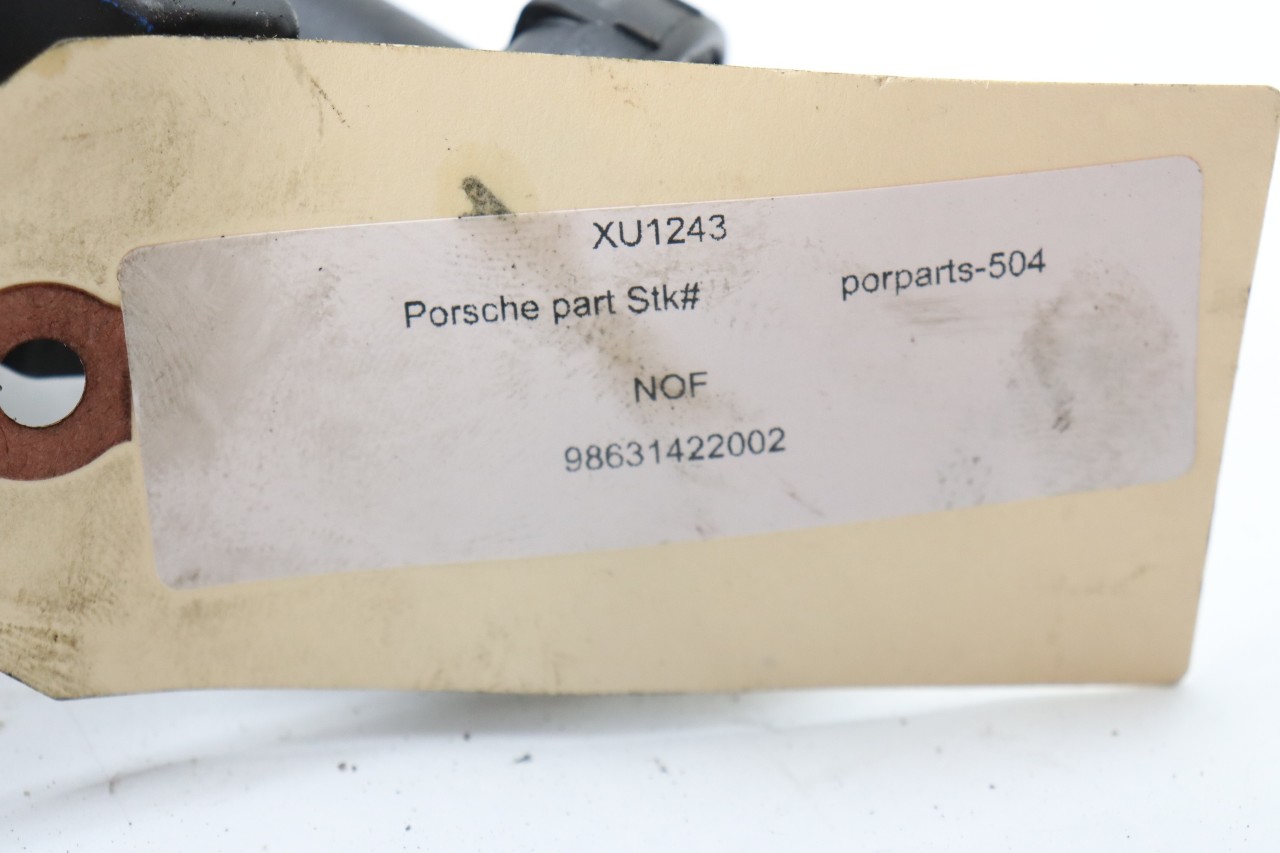 XU1243
Porsche part Stk# porparts-504
NOF
98631422002